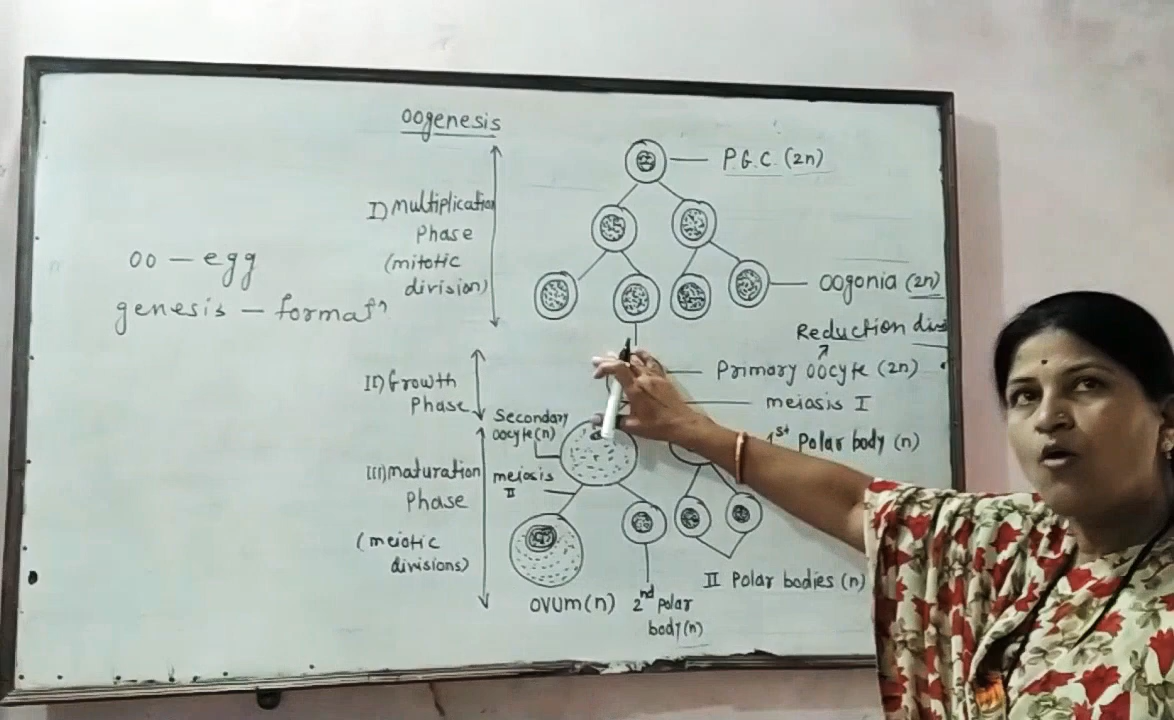 oogenesis
P.G.C. (2n)
I) Multiplication
Phase
(mitotic
division)
oo – egg
genesis – formatⁿ
oogonia (2n)
Reduction
Primary oocyte (2n)
II) Growth
Phase
meiosis I
Secondary
oocyte (n)
1st Polar body (n)
III) maturation
Phase
(meiotic
divisions)
meiosis
II
II Polar bodies (n)
ovum (n)
2nd polar
body (n)